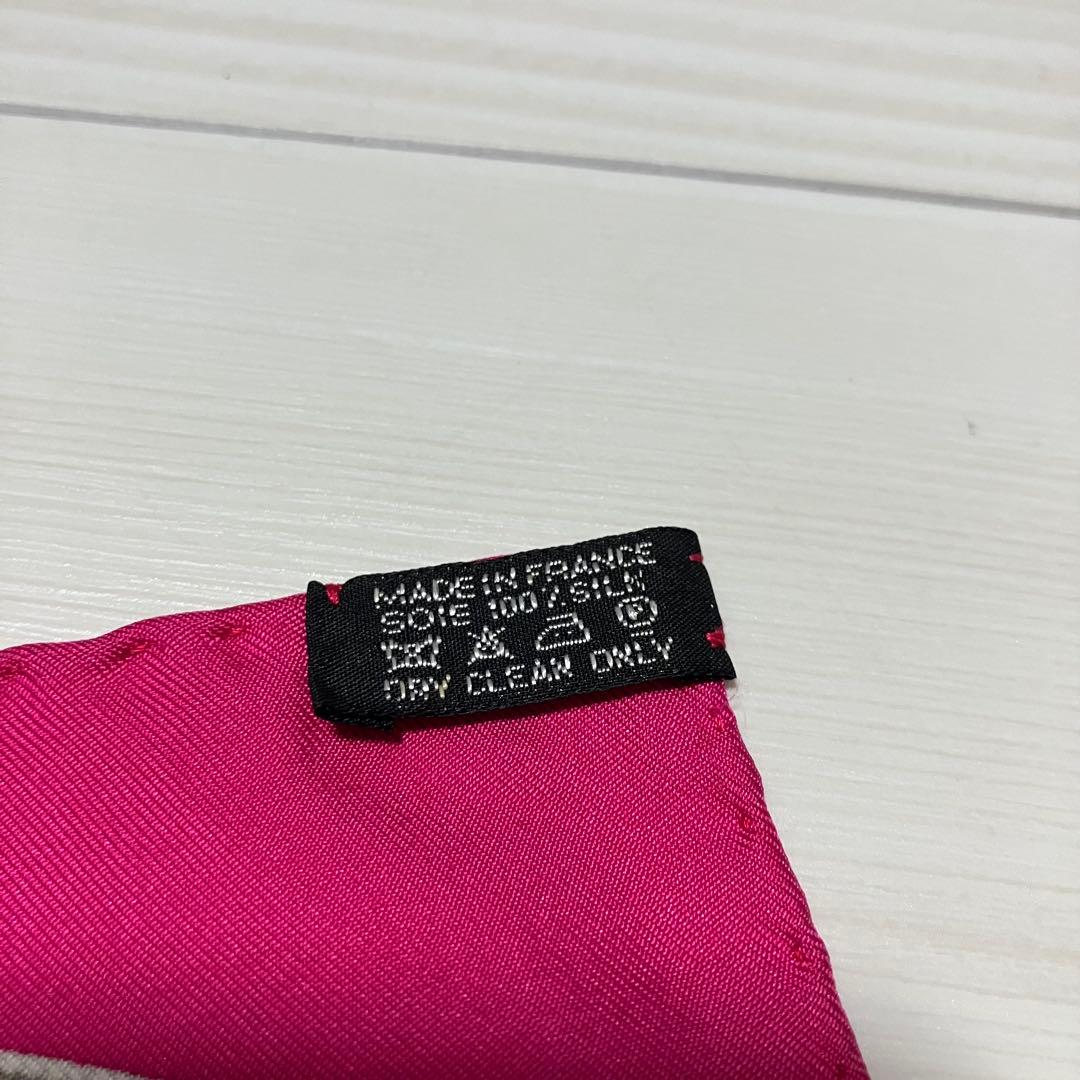 MADE IN FRANCE
SOIE 100% SILK
P
DRY CLEAN ONLY